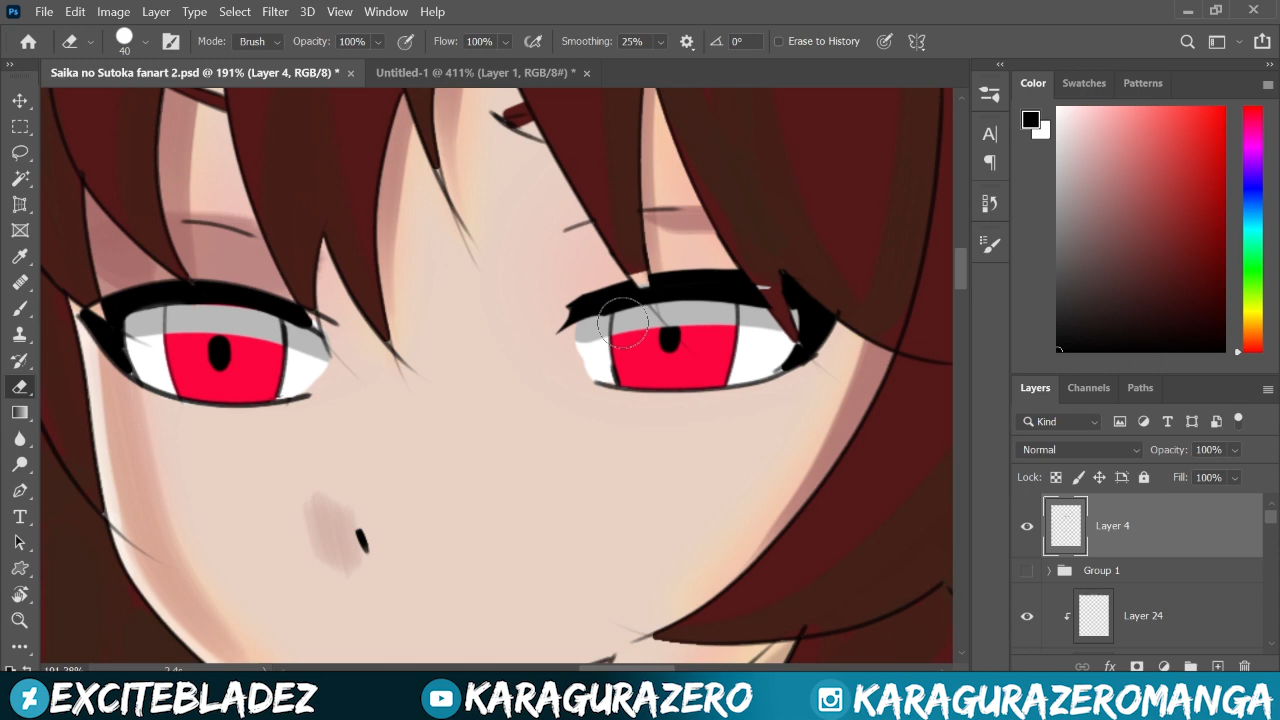 Ps File Edit Image Layer Type Select Filter 3D View Window Help
40 Mode: Brush Opacity: 100% Flow: 100% Smoothing: 25% 0° Erase to History
Saika no Sutoka fanart 2.psd @ 191% (Layer 4, RGB/8) * × Untitled-1 @ 411% (Layer 1, RGB/8#) * ×
Color Swatches Patterns
Layers Channels Paths
Kind
Normal Opacity: 100%
Lock: Fill: 100%
Layer 4
Group 1
Layer 24
EXCITEBLADEZ KARAGURAZERO KARAGURAZEROMANGA